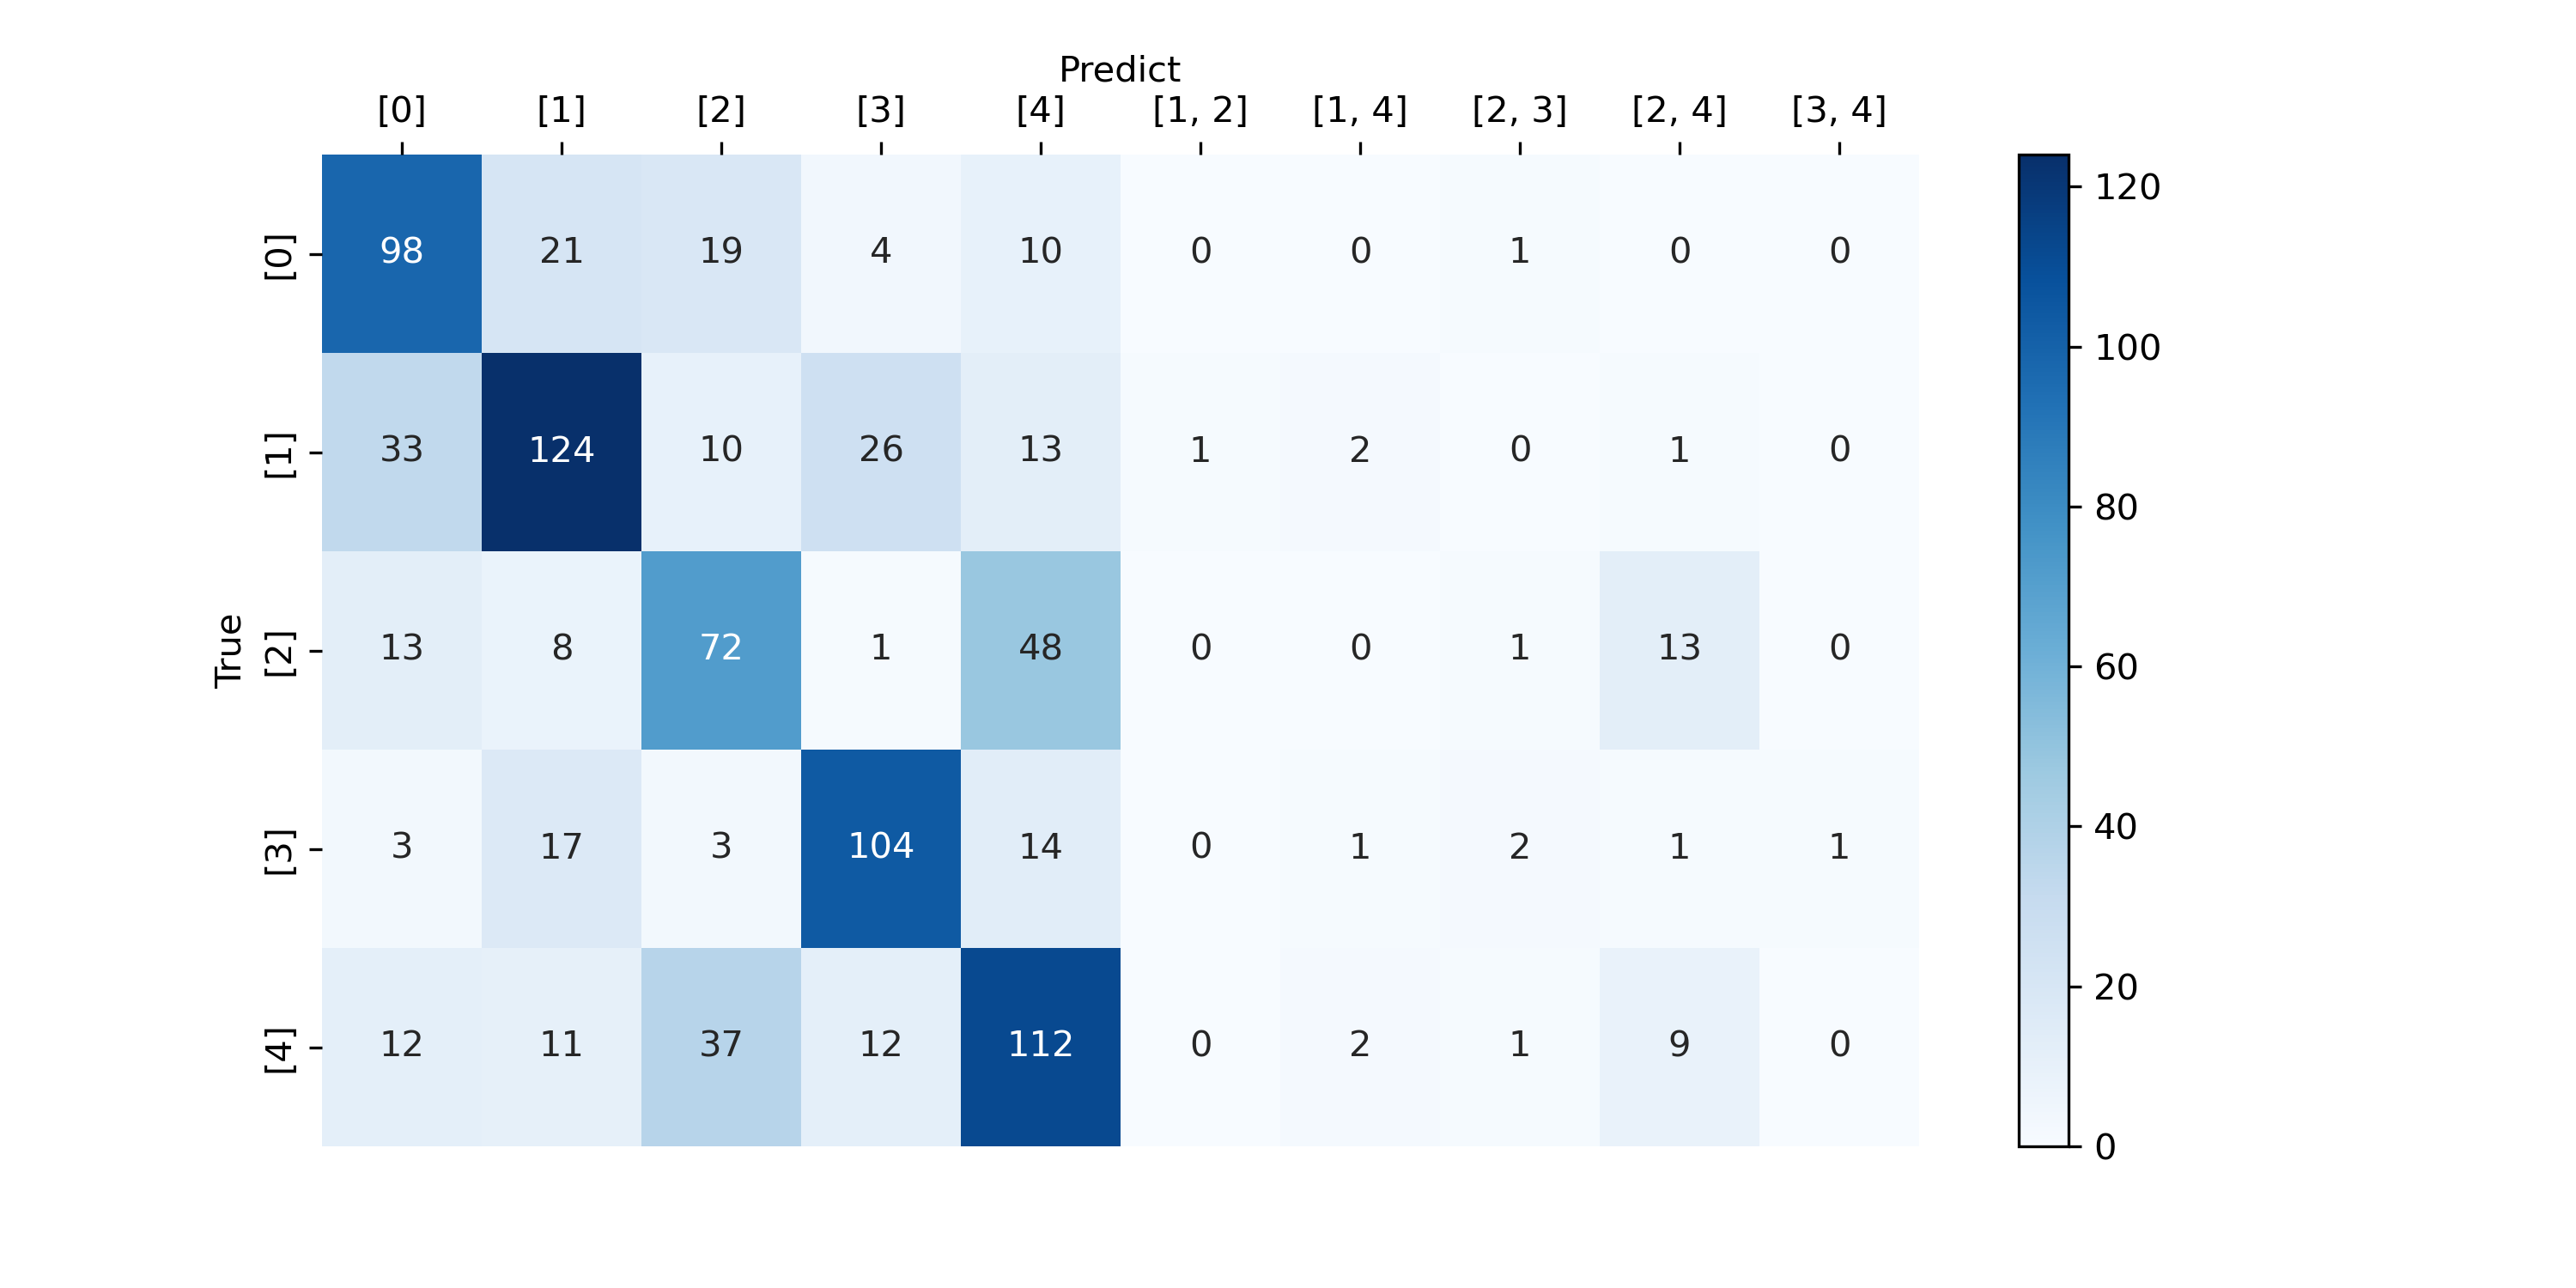 Predict
[0] [1] [2] [3] [4] [1, 2] [1, 4] [2, 3] [2, 4] [3, 4]
True
[0] 98 21 19 4 10 0 0 1 0 0
[1] 33 124 10 26 13 1 2 0 1 0
[2] 13 8 72 1 48 0 0 1 13 0
[3] 3 17 3 104 14 0 1 2 1 1
[4] 12 11 37 12 112 0 2 1 9 0
120
100
80
60
40
20
0